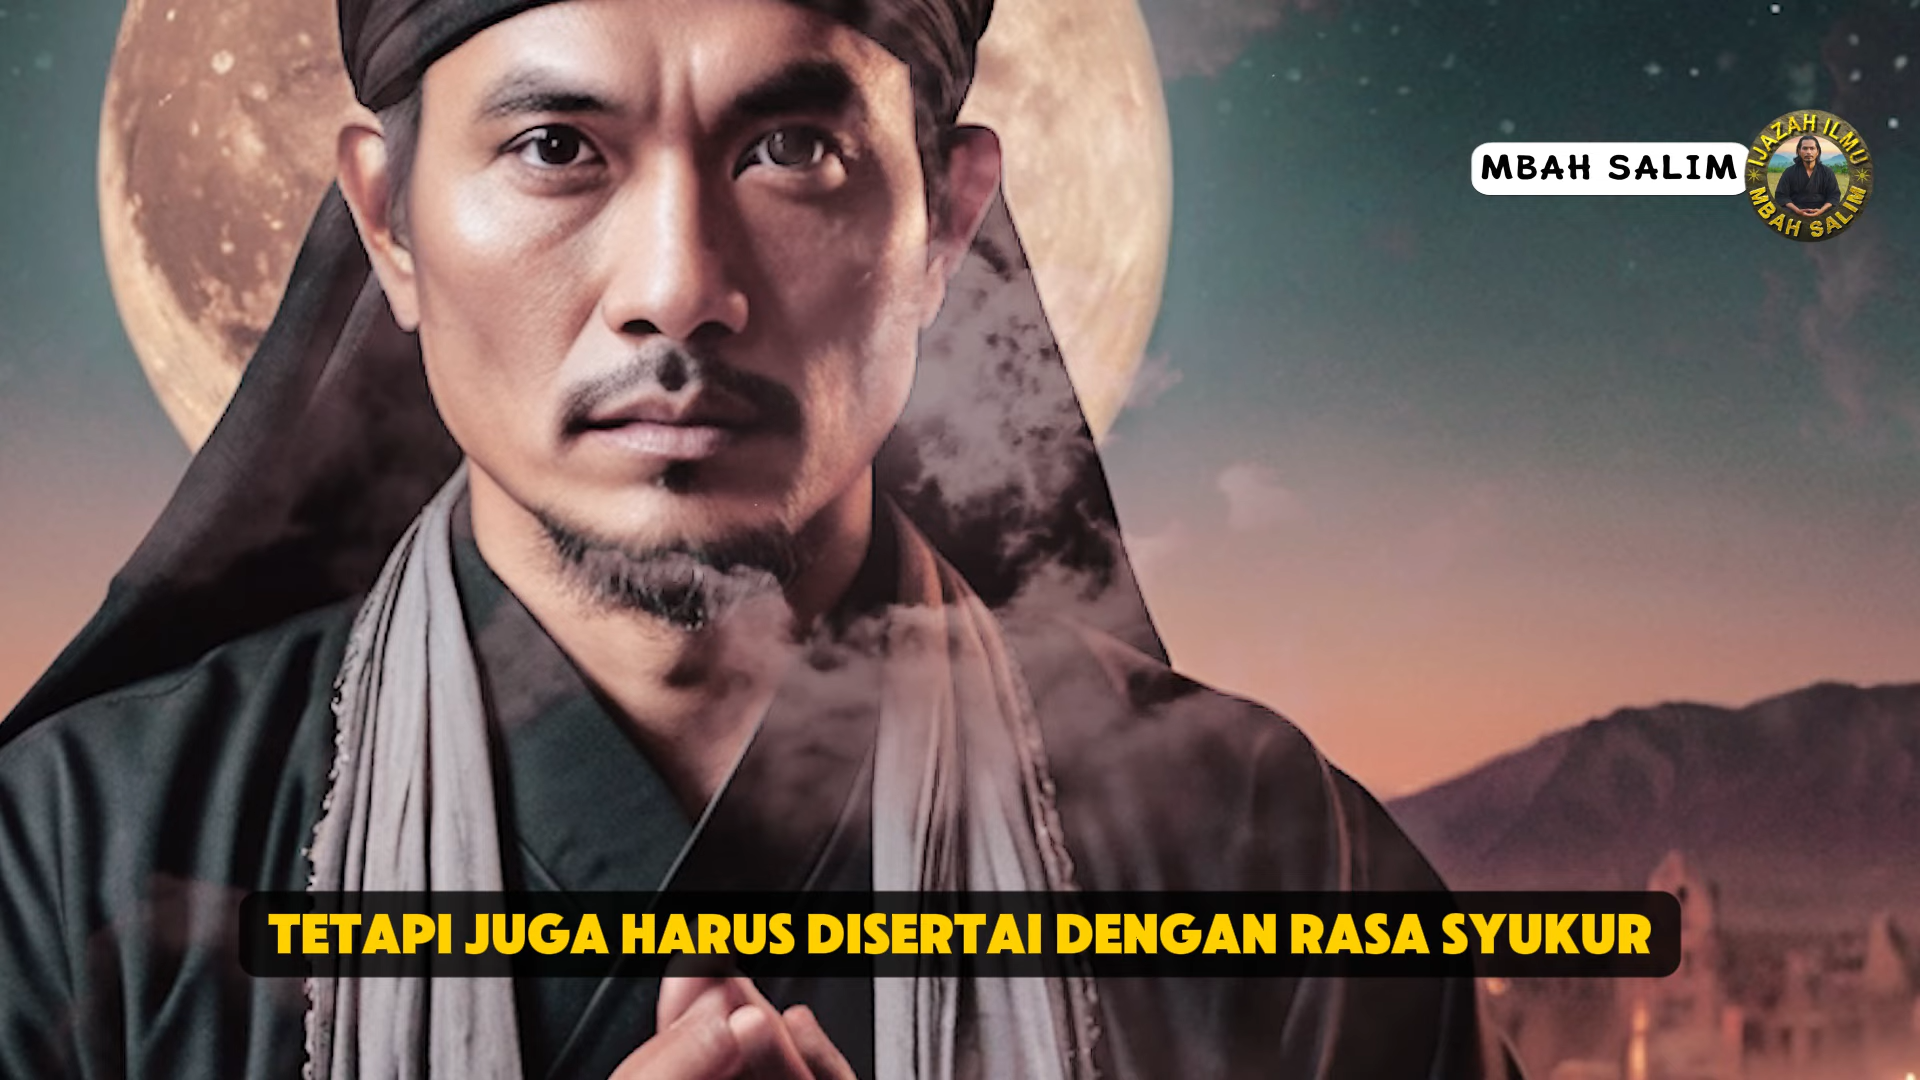 MBAH SALIM
IJAZAH ILMU
MBAH SALIM
TETAPI JUGA HARUS DISERTAI DENGAN RASA SYUKUR